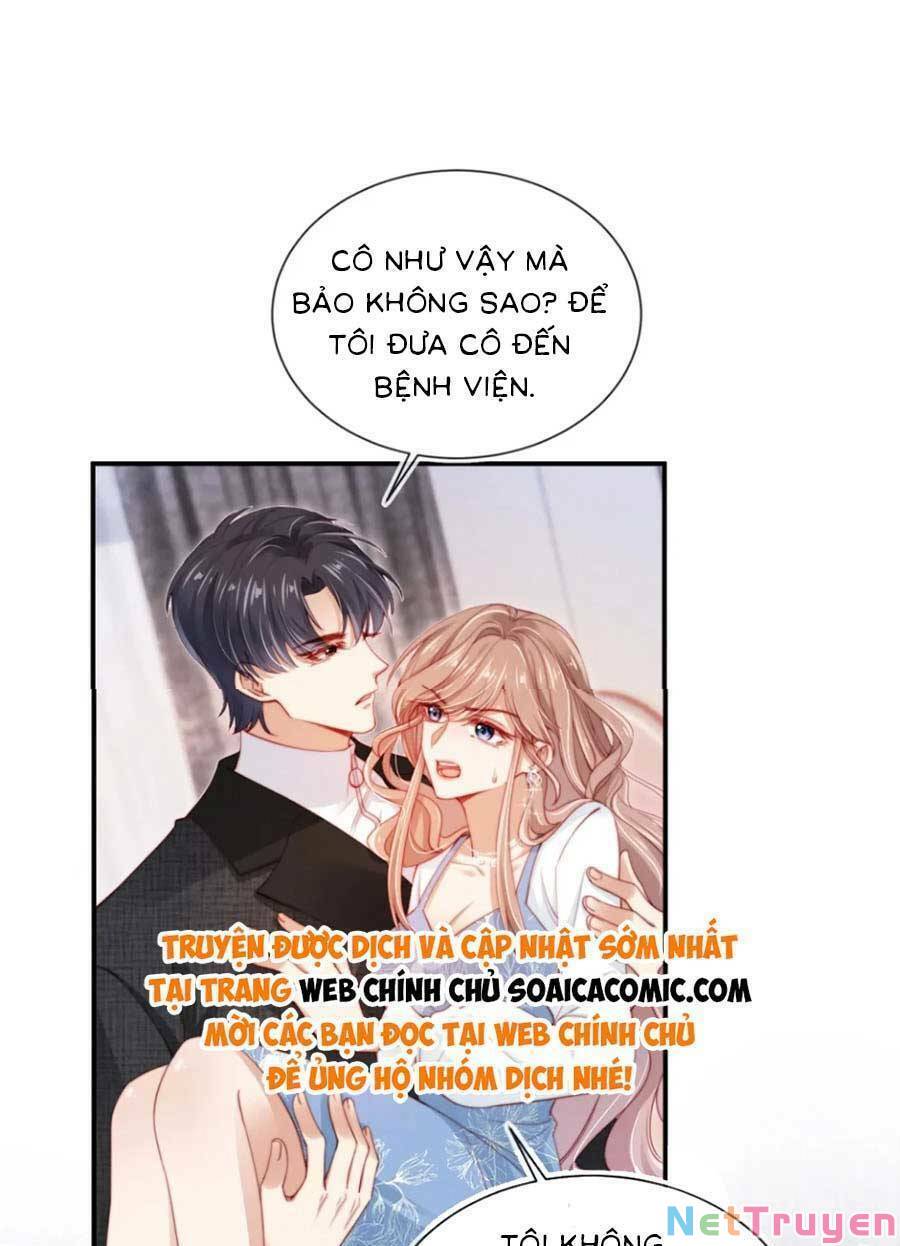 CÔ NHƯ VẬY MÀ
BẢO KHÔNG SAO? ĐỂ
TÔI ĐƯA CÔ ĐẾN
BỆNH VIỆN.
TRUYỆN ĐƯỢC DỊCH VÀ CẬP NHẬT SỚM NHẤT
TẠI TRANG WEB CHÍNH CHỦ SOAICACOMIC.COM
MỜI CÁC BẠN ĐỌC TẠI WEB CHÍNH CHỦ
ĐỂ ỦNG HỘ NHÓM DỊCH NHÉ!
NetTruyen
TÔI KHÔNG